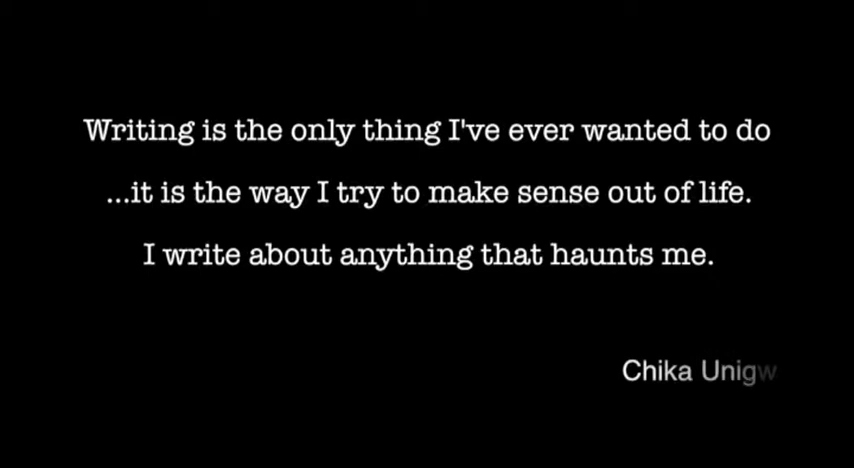 Writing is the only thing I've ever wanted to do
...it is the way I try to make sense out of life.
I write about anything that haunts me.
Chika Unigw